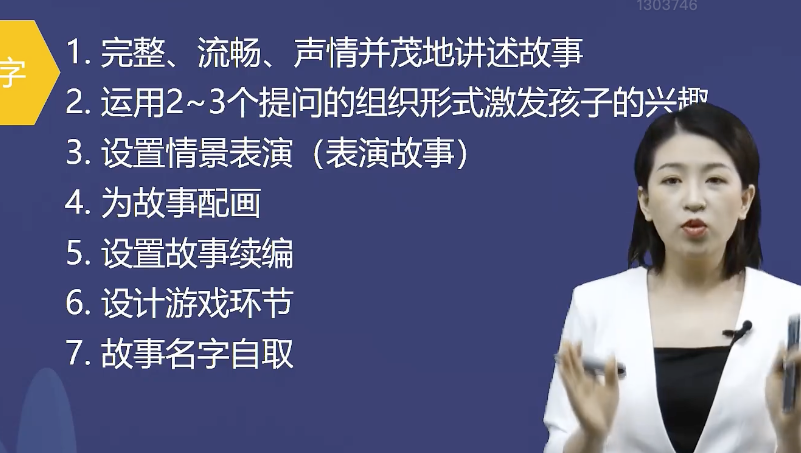 1303746
字
1. 完整、流畅、声情并茂地讲述故事
2. 运用2~3个提问的组织形式激发孩子的兴趣
3. 设置情景表演（表演故事）
4. 为故事配画
5. 设置故事续编
6. 设计游戏环节
7. 故事名字自取